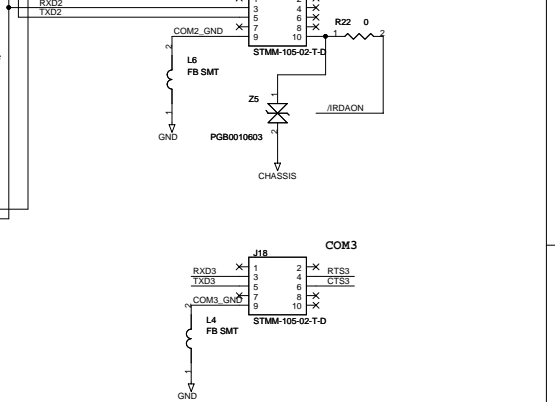 RXD2
TXD2
3
5
7
9
4
6
8
10
COM2_GND
STMM-105-02-T-D
R22 0
1
2
2
L6
FB SMT
1
GND
Z5
1
2
PGB0010603
CHASSIS
/IRDAON
COM3
J18
RXD3
TXD3
COM3_GND
1
3
5
7
9
2
4
6
8
10
RTS3
CTS3
STMM-105-02-T-D
2
L4
FB SMT
1
GND